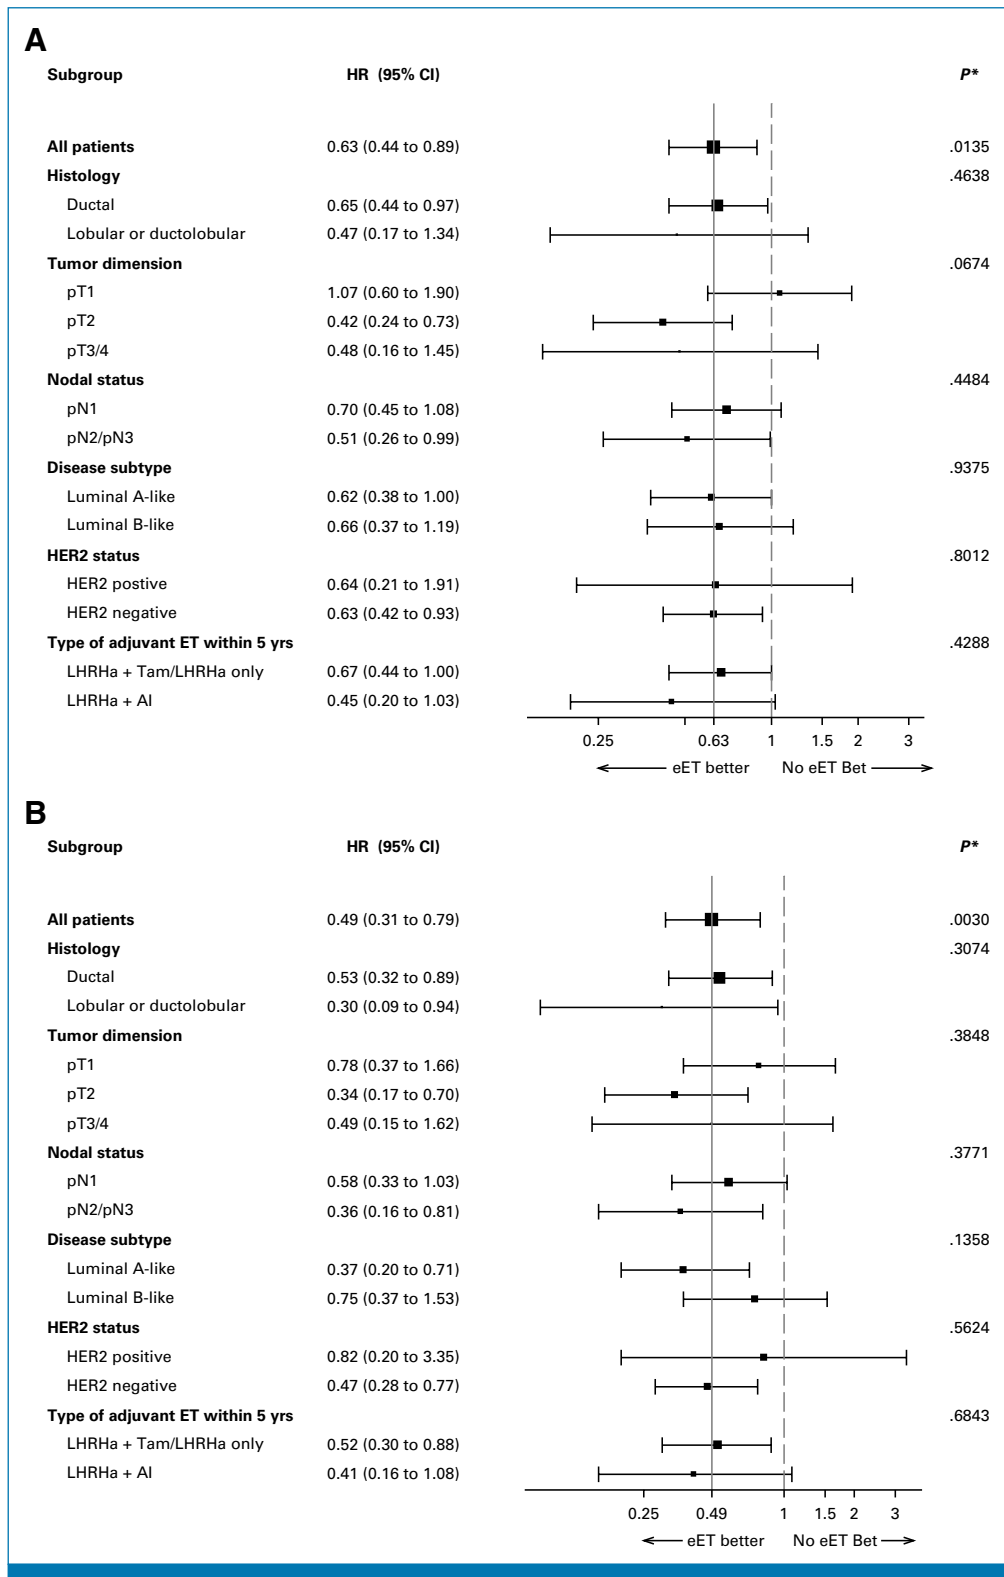 A
Subgroup HR (95% CI) P*
All patients 0.63 (0.44 to 0.89) .0135
Histology .4638
Ductal 0.65 (0.44 to 0.97)
Lobular or ductolobular 0.47 (0.17 to 1.34)
Tumor dimension .0674
pT1 1.07 (0.60 to 1.90)
pT2 0.42 (0.24 to 0.73)
pT3/4 0.48 (0.16 to 1.45)
Nodal status .4484
pN1 0.70 (0.45 to 1.08)
pN2/pN3 0.51 (0.26 to 0.99)
Disease subtype .9375
Luminal A-like 0.62 (0.38 to 1.00)
Luminal B-like 0.66 (0.37 to 1.19)
HER2 status .8012
HER2 postive 0.64 (0.21 to 1.91)
HER2 negative 0.63 (0.42 to 0.93)
Type of adjuvant ET within 5 yrs .4288
LHRHa + Tam/LHRHa only 0.67 (0.44 to 1.00)
LHRHa + AI 0.45 (0.20 to 1.03)
0.25 0.63 1 1.5 2 3
eET better No eET Bet
B
Subgroup HR (95% CI) P*
All patients 0.49 (0.31 to 0.79) .0030
Histology .3074
Ductal 0.53 (0.32 to 0.89)
Lobular or ductolobular 0.30 (0.09 to 0.94)
Tumor dimension .3848
pT1 0.78 (0.37 to 1.66)
pT2 0.34 (0.17 to 0.70)
pT3/4 0.49 (0.15 to 1.62)
Nodal status .3771
pN1 0.58 (0.33 to 1.03)
pN2/pN3 0.36 (0.16 to 0.81)
Disease subtype .1358
Luminal A-like 0.37 (0.20 to 0.71)
Luminal B-like 0.75 (0.37 to 1.53)
HER2 status .5624
HER2 positive 0.82 (0.20 to 3.35)
HER2 negative 0.47 (0.28 to 0.77)
Type of adjuvant ET within 5 yrs .6843
LHRHa + Tam/LHRHa only 0.52 (0.30 to 0.88)
LHRHa + AI 0.41 (0.16 to 1.08)
0.25 0.49 1 1.5 2 3
eET better No eET Bet